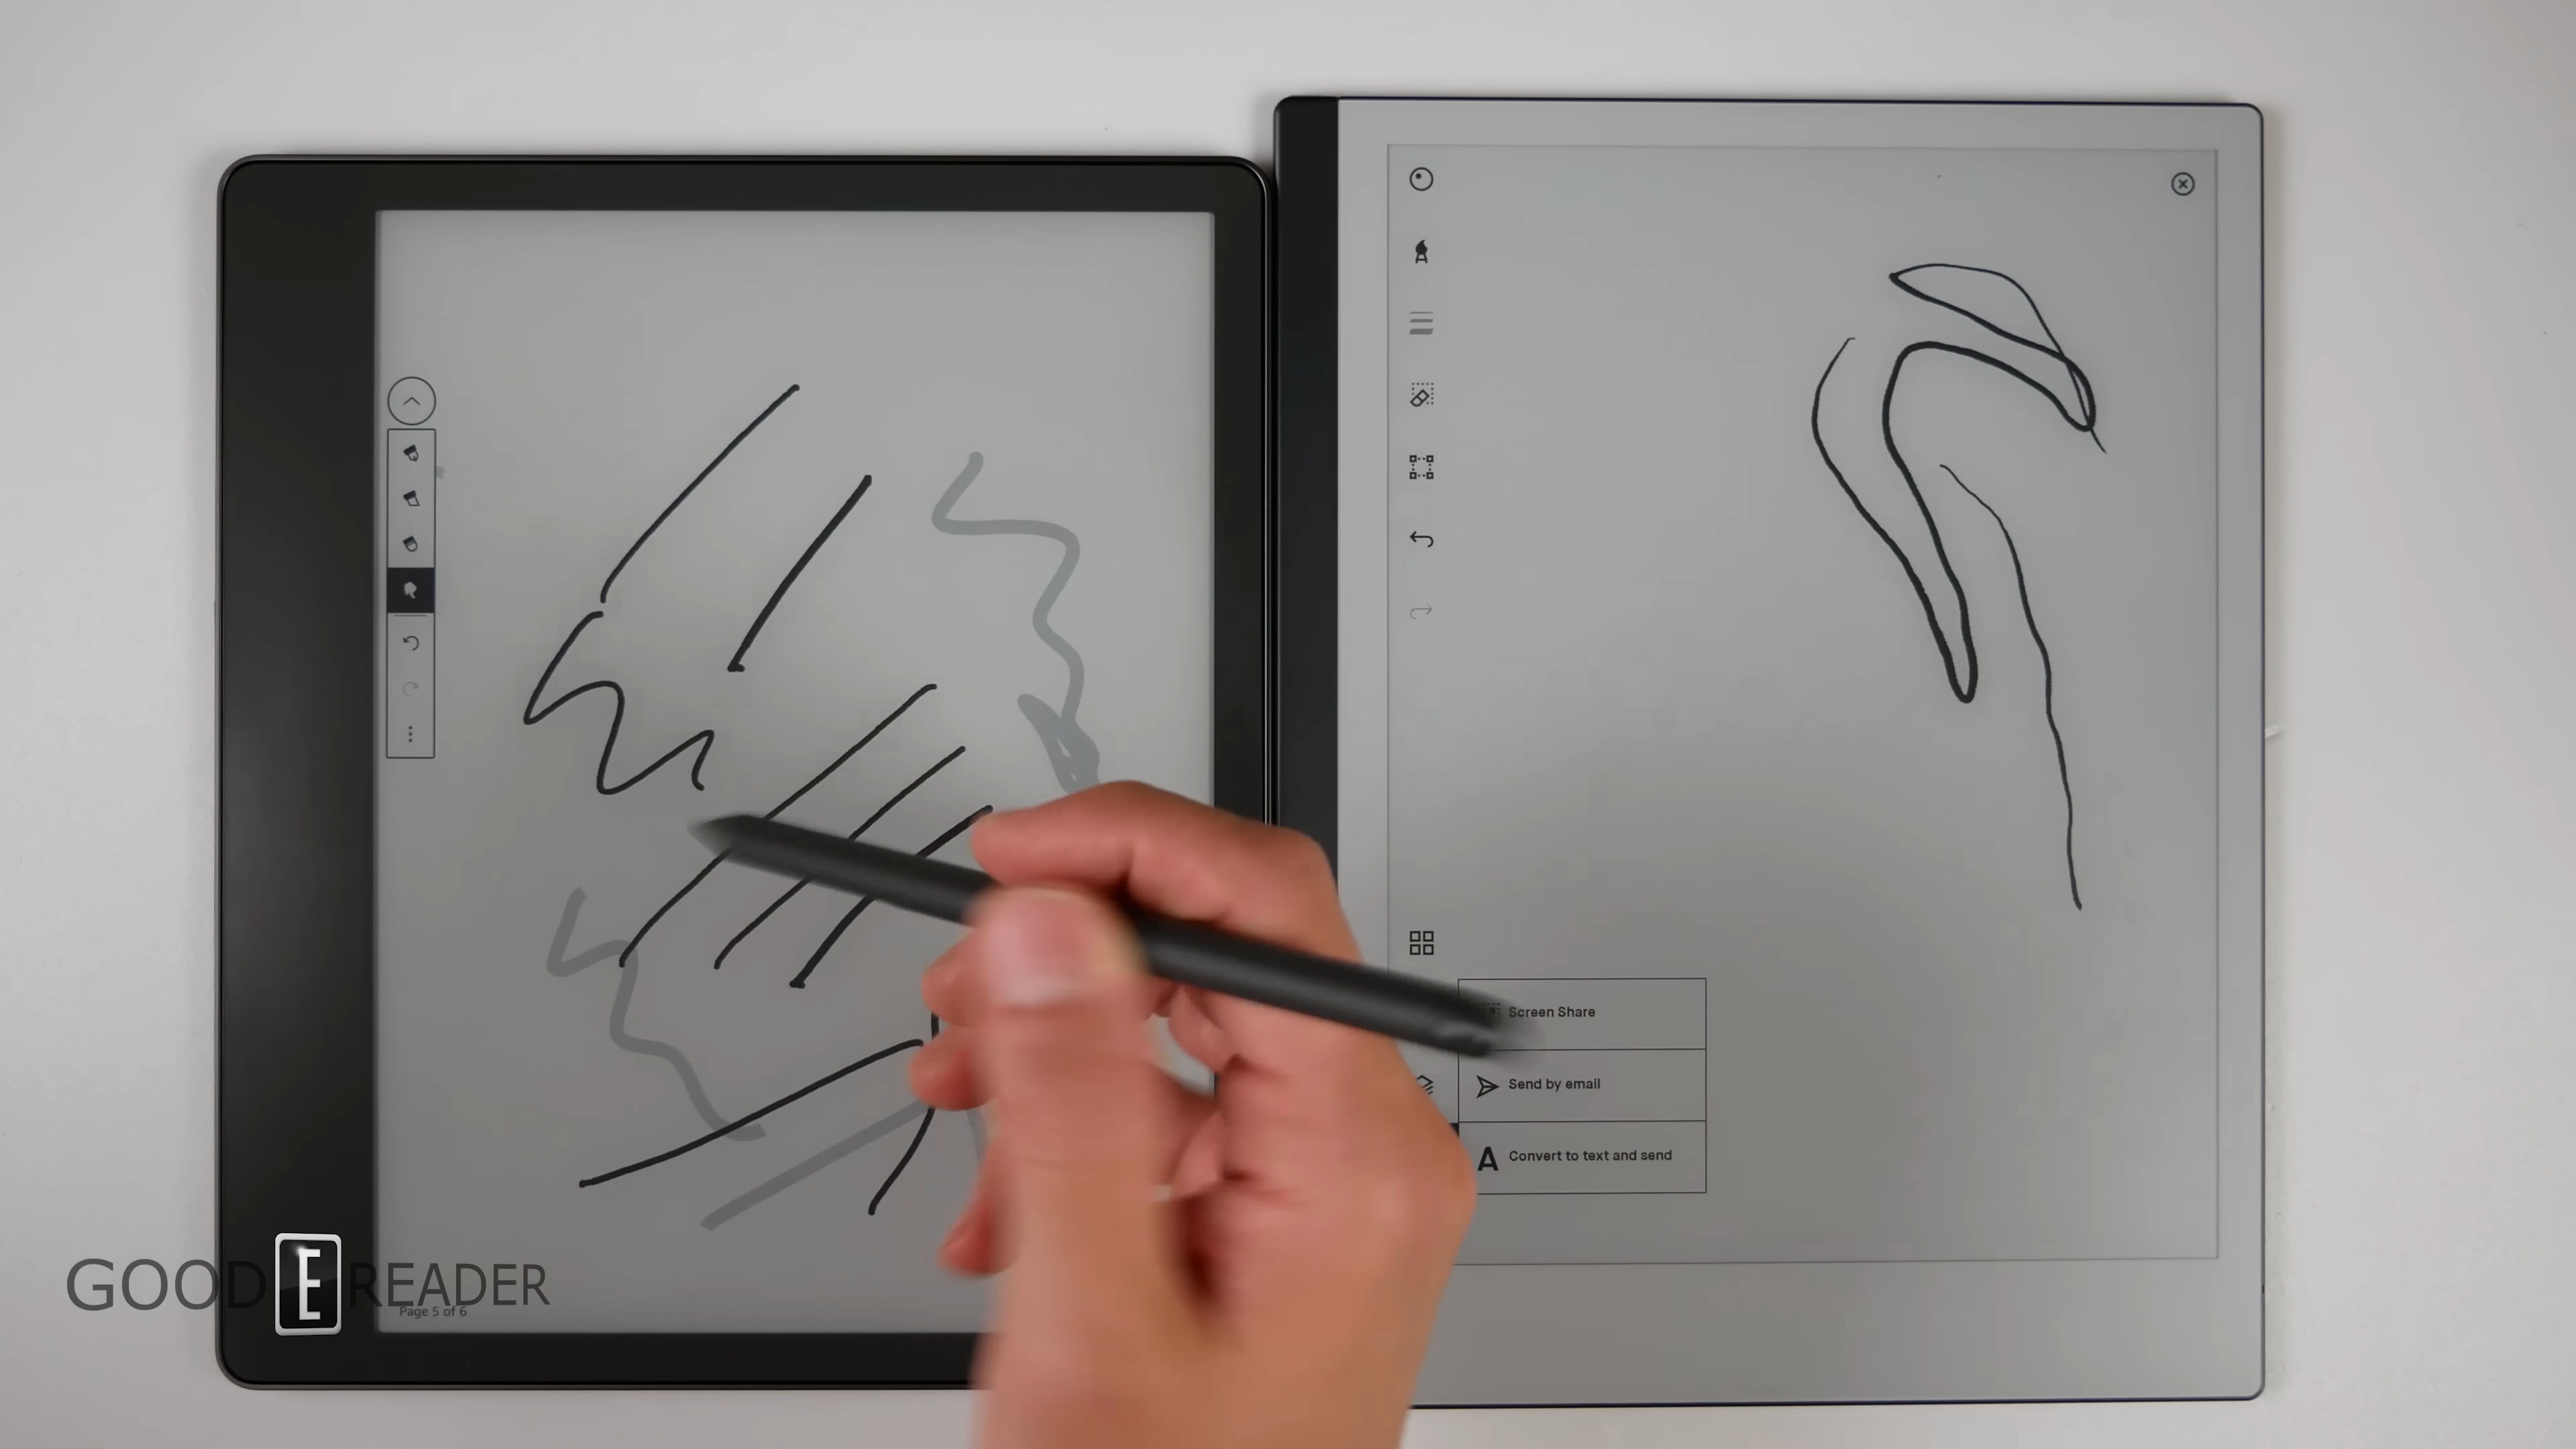 Screen Share
Send by email
A Convert to text and send
GOOD E READER
Page 5 of 6